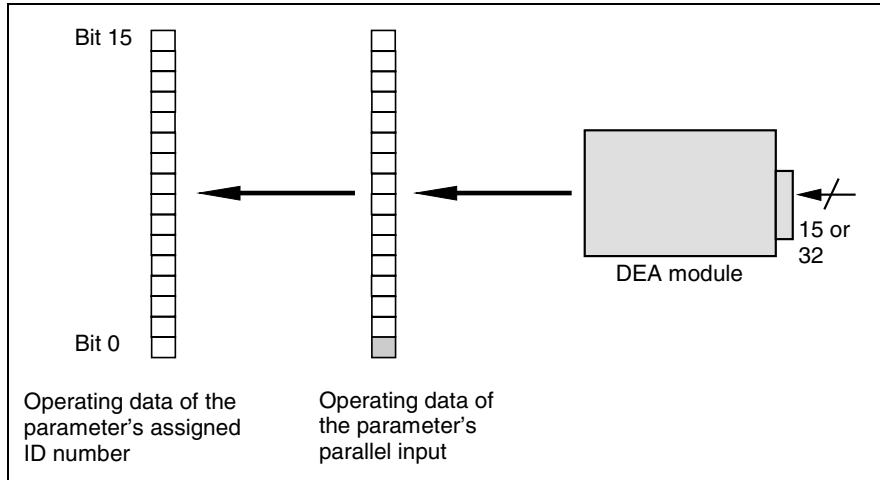 Bit 15
15 or
32
DEA module
Bit 0
Operating data of the
parameter's assigned
ID number
Operating data of
the parameter's
parallel input